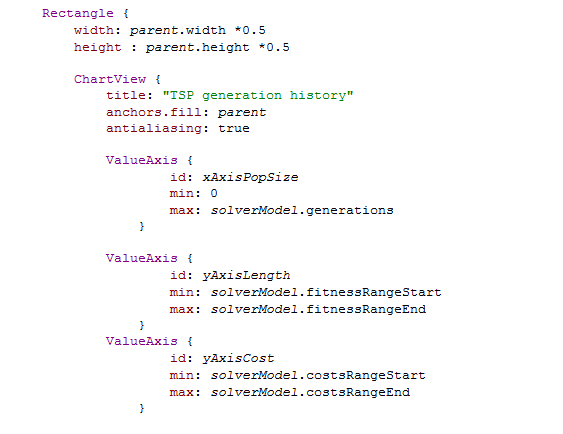 Rectangle {
width: parent.width *0.5
height : parent.height *0.5
ChartView {
title: "TSP generation history"
anchors.fill: parent
antialiasing: true
ValueAxis {
id: xAxisPopSize
min: 0
max: solverModel.generations
}
ValueAxis {
id: yAxisLength
min: solverModel.fitnessRangeStart
max: solverModel.fitnessRangeEnd
}
ValueAxis {
id: yAxisCost
min: solverModel.costsRangeStart
max: solverModel.costsRangeEnd
}